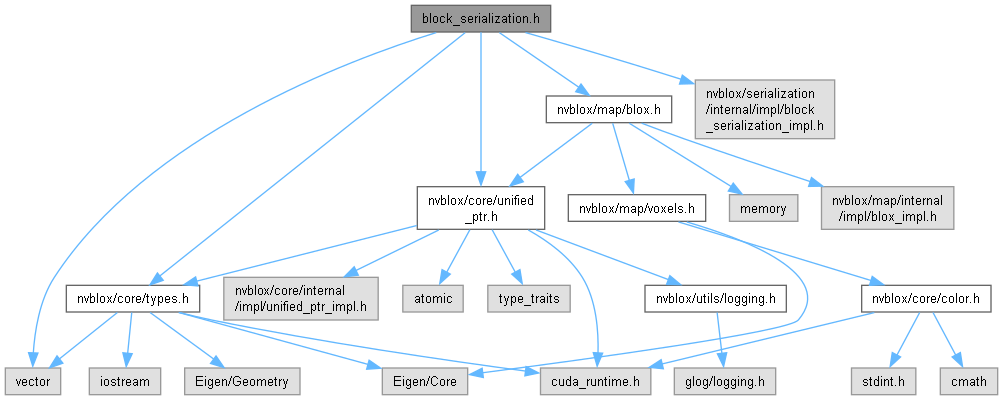 block_serialization.h
nvblox/serialization
/internal/impl/block
_serialization_impl.h
nvblox/map/blox.h
nvblox/core/unified
_ptr.h
nvblox/map/voxels.h
memory
nvblox/map/internal
/impl/blox_impl.h
nvblox/core/types.h
nvblox/core/internal
/impl/unified_ptr_impl.h
atomic
type_traits
nvblox/utils/logging.h
nvblox/core/color.h
vector
iostream
Eigen/Geometry
Eigen/Core
cuda_runtime.h
glog/logging.h
stdint.h
cmath